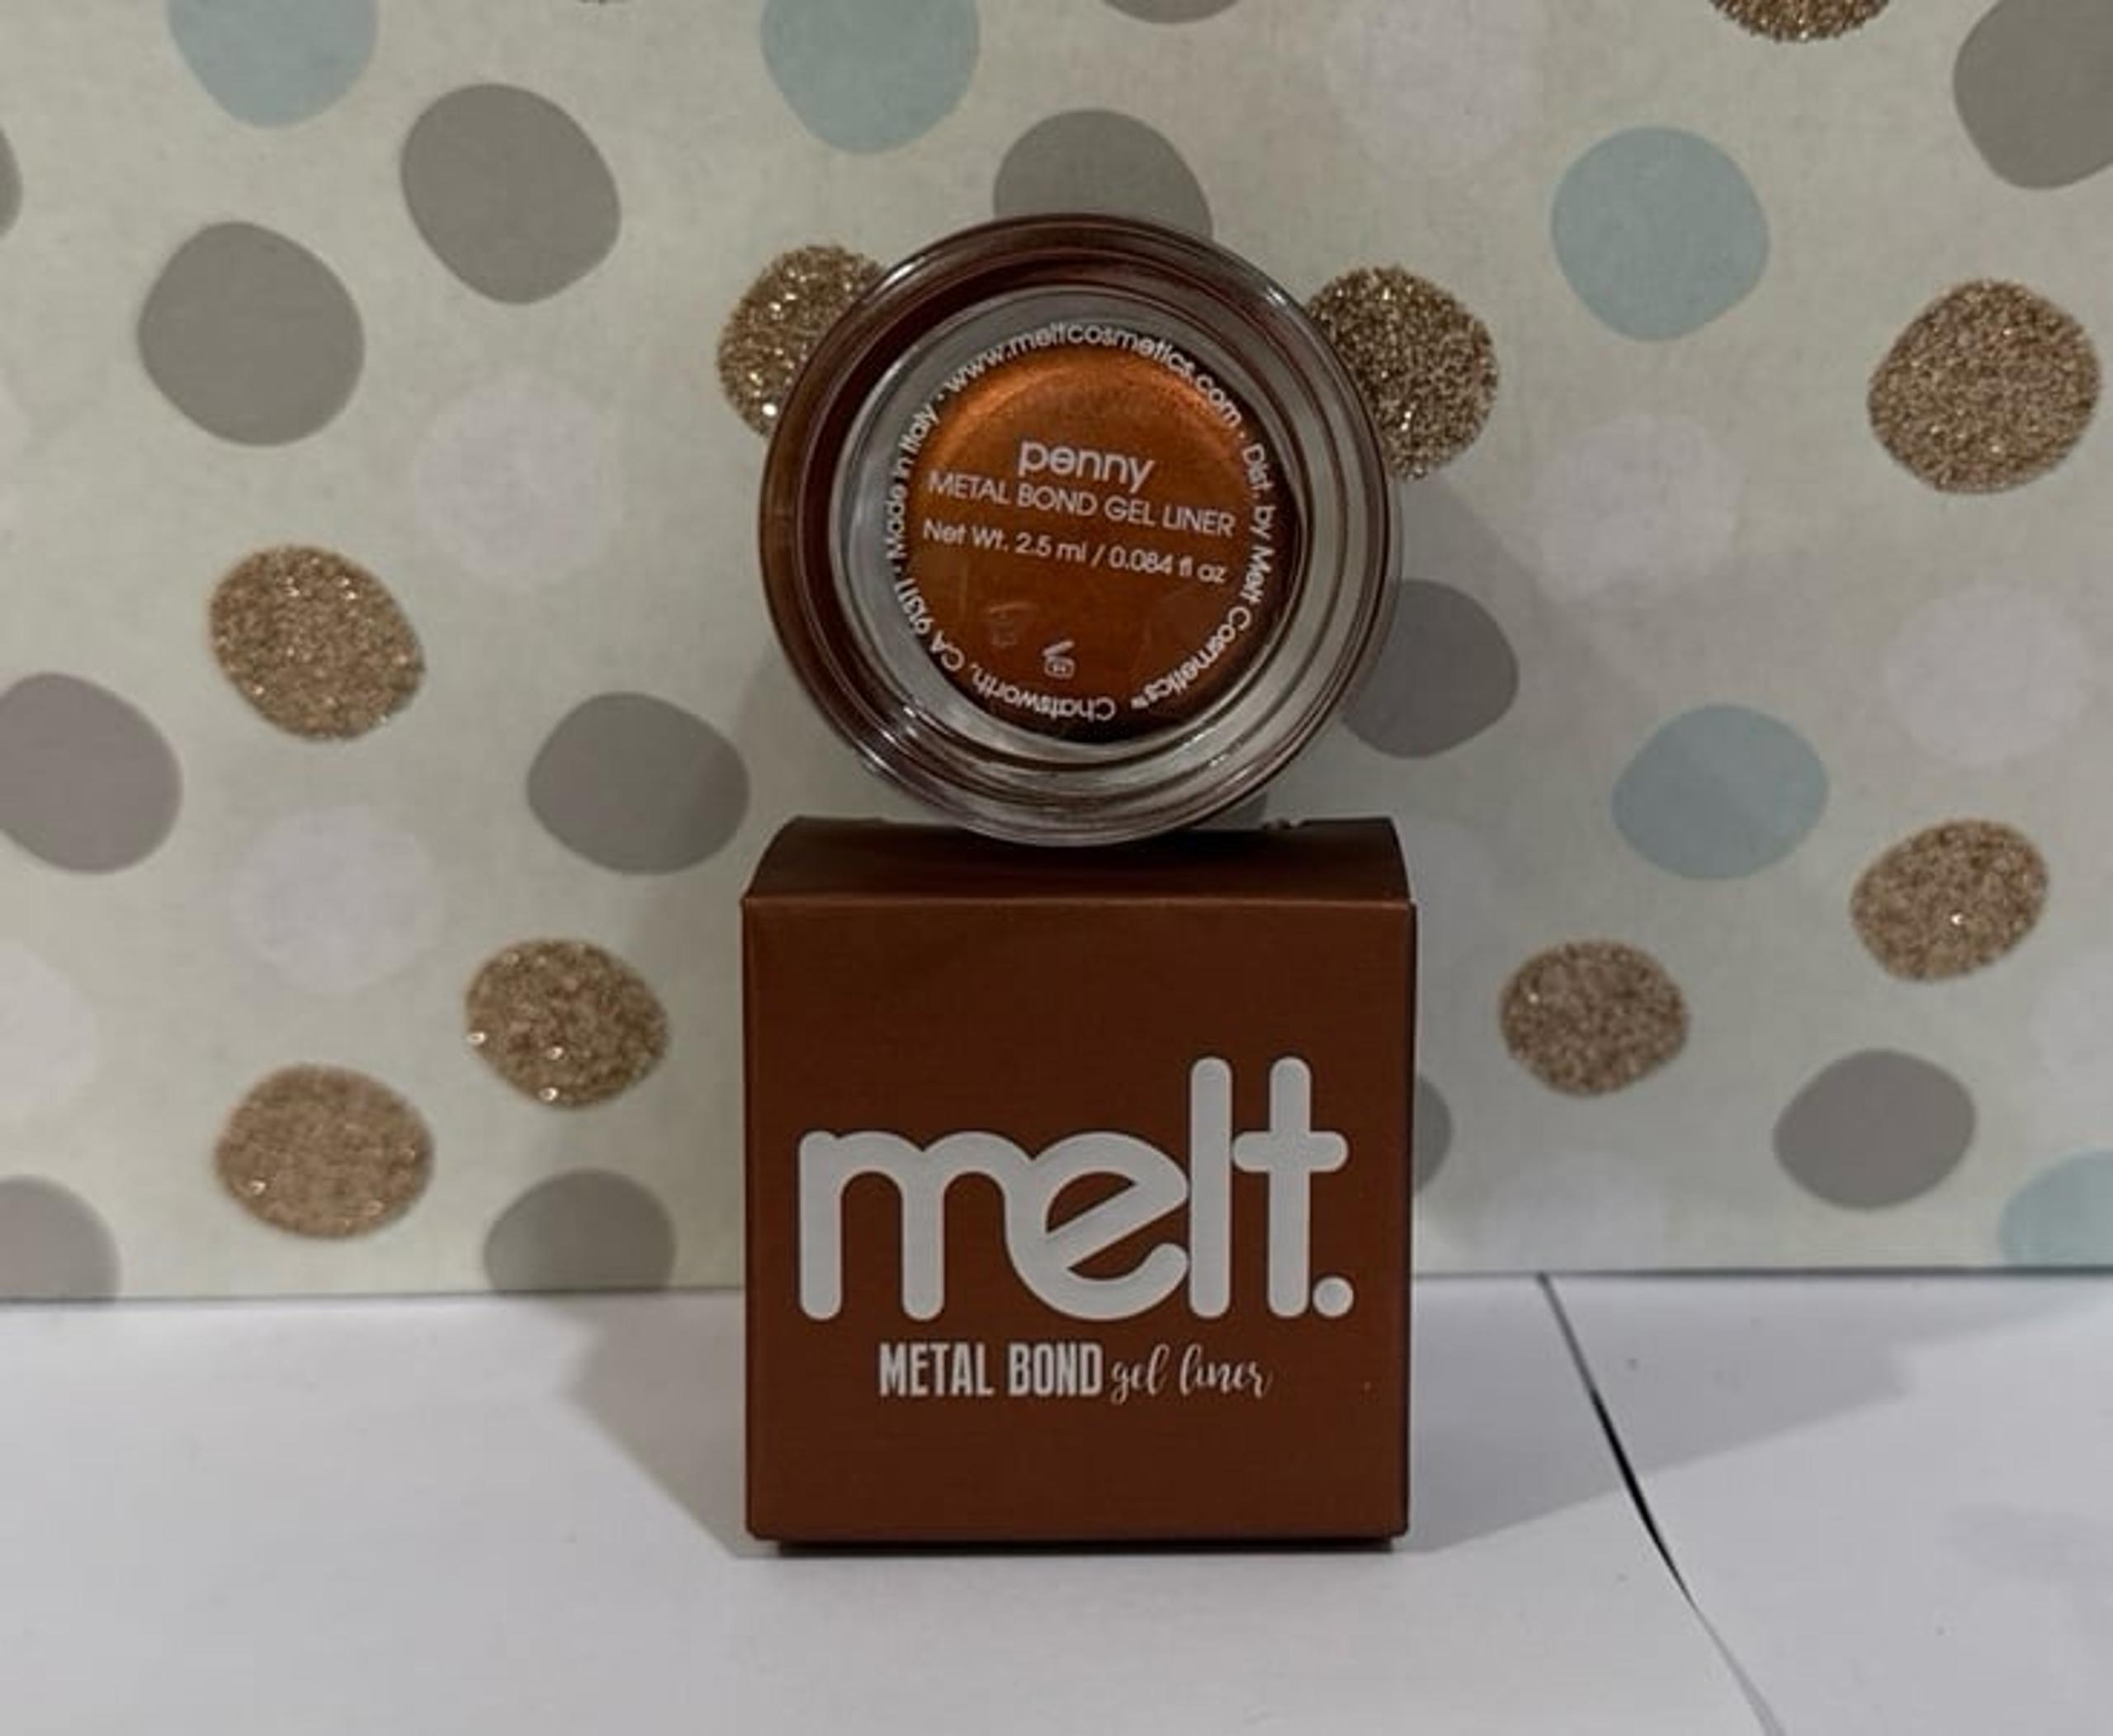 penny
METAL BOND GEL LINER
Net Wt. 2.5 ml / 0.084 fl oz
www.meltcosmetics.com · Dist. by Melt Cosmetics™ Chatsworth, CA 91311 · Made in Italy ·
melt.
METAL BOND gel liner